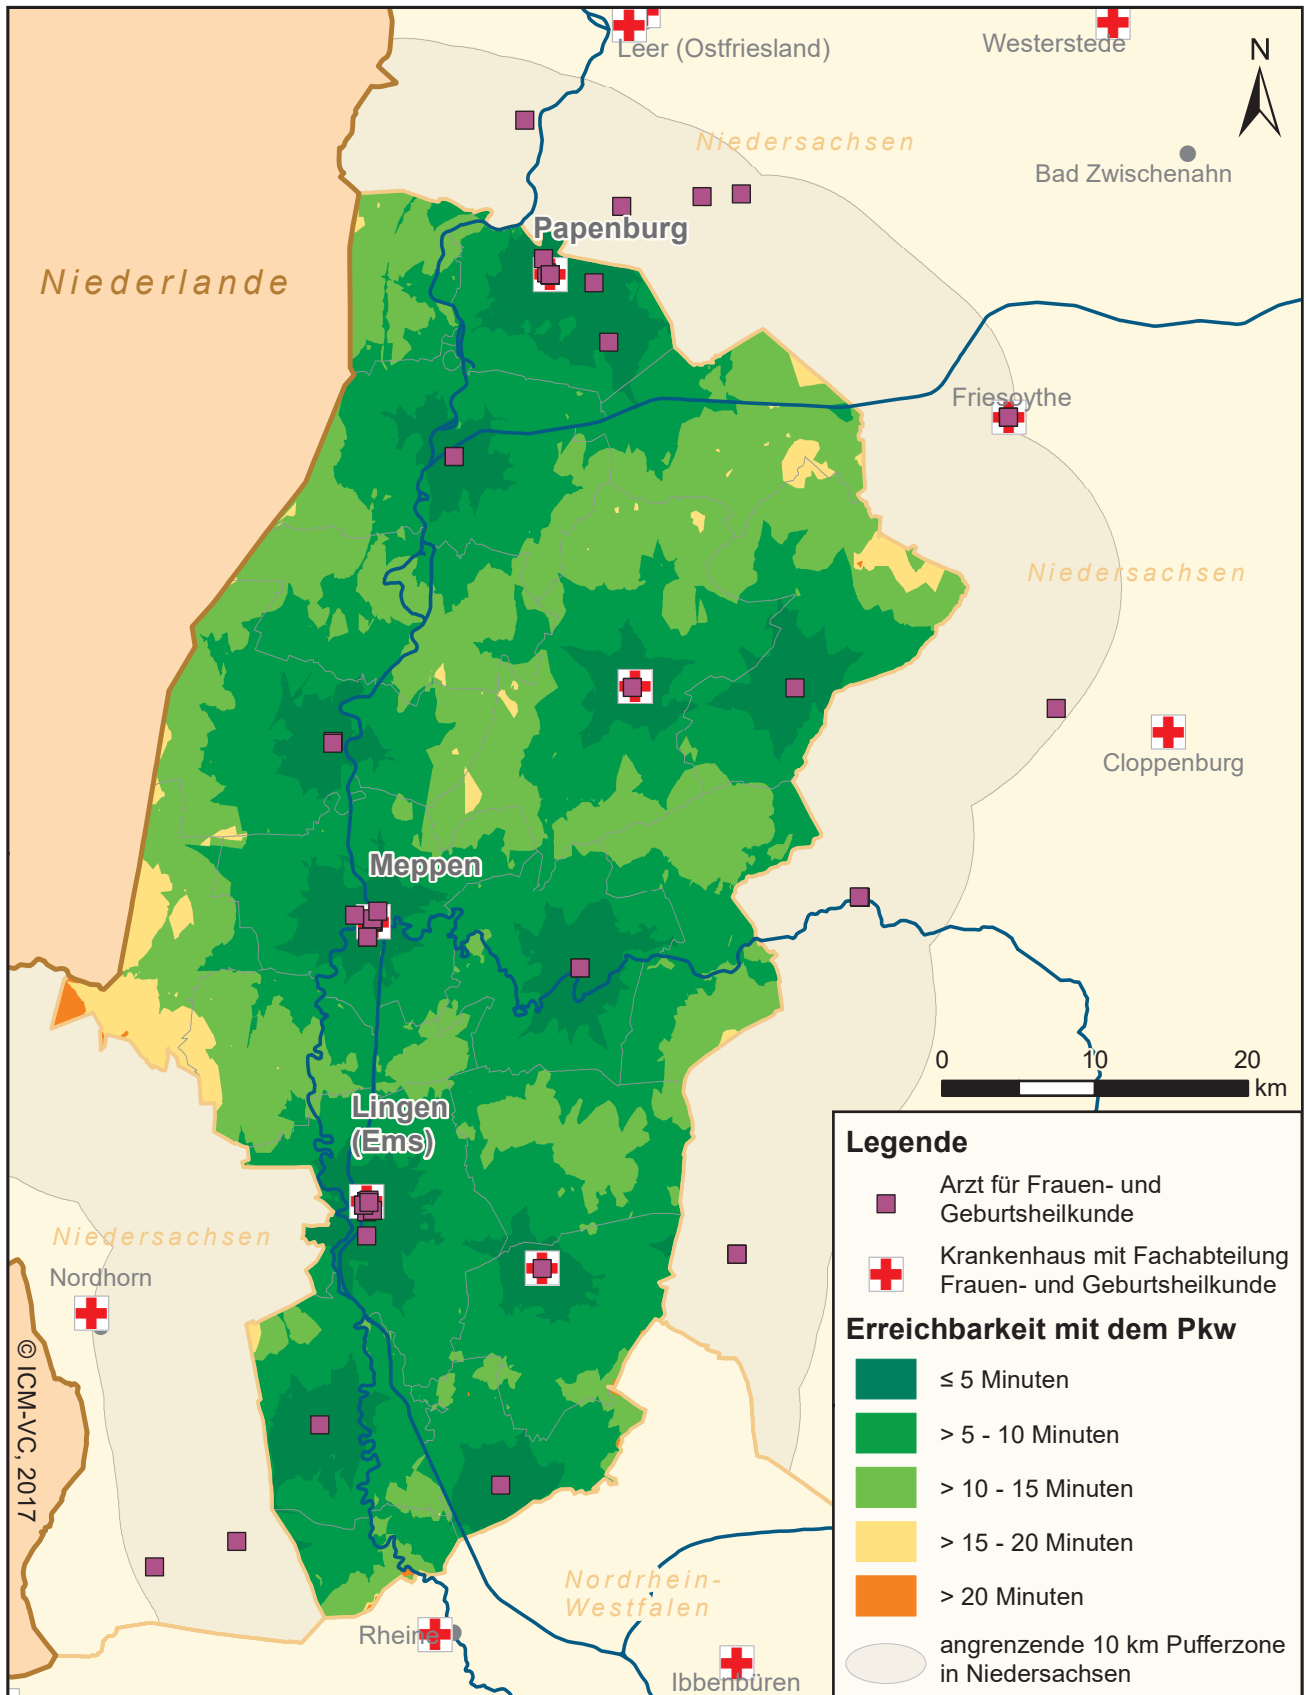 Leer (Ostfriesland)
Westerstede
N
Niedersachsen
Bad Zwischenahn
Papenburg
Niederlande
Friesoythe
Niedersachsen
Cloppenburg
Meppen
0 10 20
km
Lingen
(Ems)
Niedersachsen
Nordhorn
© ICM-VC, 2017
Nordrhein-
Westfalen
Rheine
Ibbenbüren
Legende
Arzt für Frauen- und
Geburtsheilkunde
Krankenhaus mit Fachabteilung
Frauen- und Geburtsheilkunde
Erreichbarkeit mit dem Pkw
≤ 5 Minuten
> 5 - 10 Minuten
> 10 - 15 Minuten
> 15 - 20 Minuten
> 20 Minuten
angrenzende 10 km Pufferzone
in Niedersachsen